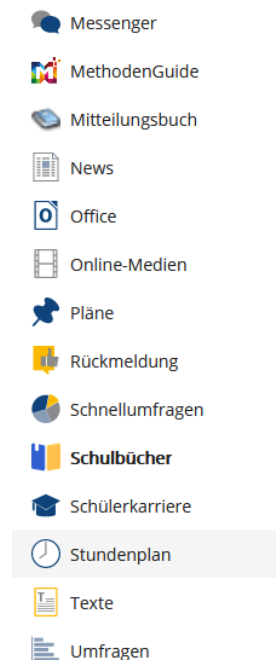 Messenger
MethodenGuide
Mitteilungsbuch
News
Office
Online-Medien
Pläne
Rückmeldung
Schnellumfragen
Schulbücher
Schülerkarriere
Stundenplan
Texte
Umfragen